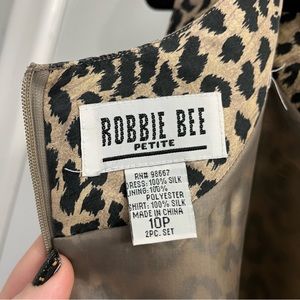 ROBBIE BEE
PETITE
RN# 98667
DRESS: 100% SILK
LINING: 100%
POLYESTER
SHIRT: 100% SILK
MADE IN CHINA
10P
2PC. SET